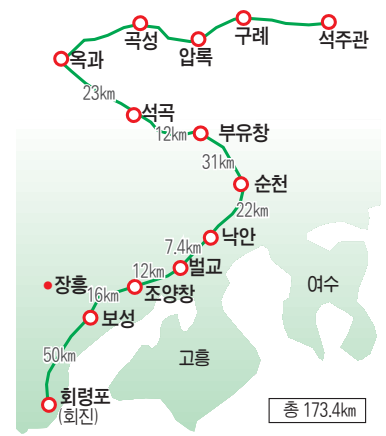 곡성
압록
구례
석주관
옥과
23km
석곡
12km
부유창
31km
순천
22km
낙안
7.4km
벌교
12km
조양창
장흥
16km
보성
여수
고흥
50km
회령포
(회진)
총 173.4km